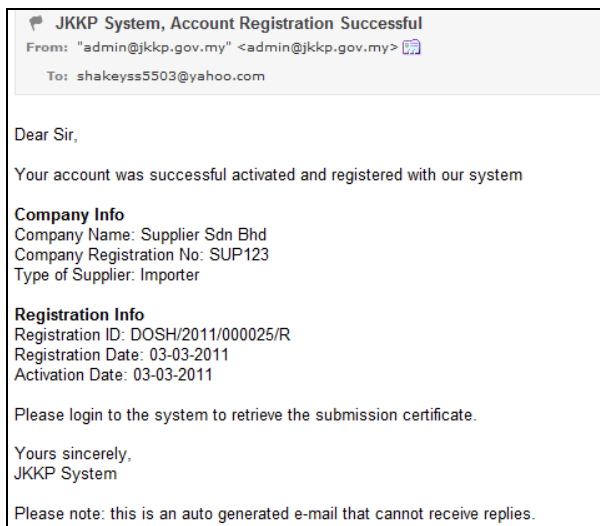 JKKP System, Account Registration Successful
From: "admin@jkkp.gov.my" <admin@jkkp.gov.my>
To: shakeyss5503@yahoo.com
Dear Sir,
Your account was successful activated and registered with our system
Company Info
Company Name: Supplier Sdn Bhd
Company Registration No: SUP123
Type of Supplier: Importer
Registration Info
Registration ID: DOSH/2011/000025/R
Registration Date: 03-03-2011
Activation Date: 03-03-2011
Please login to the system to retrieve the submission certificate.
Yours sincerely,
JKKP System
Please note: this is an auto generated e-mail that cannot receive replies.